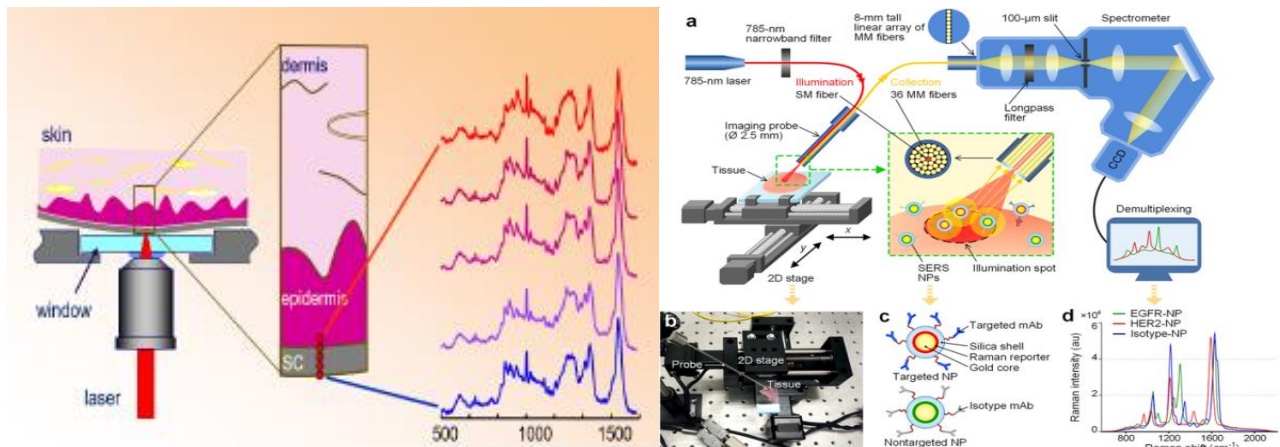 dermis
skin
epidermis
window
SC
laser
500
1000
1500
a
785-nm
narrowband filter
785-nm laser
8-mm tall
linear array of
MM fibers
100-µm slit
Spectrometer
Illumination
SM fiber
Collection
36 MM fibers
Longpass
filter
Imaging probe
(Ø 2.5 mm)
Tissue
CCD
Demultiplexing
x
y
2D stage
SERS
NPs
Illumination spot
b
Probe
2D stage
Tissue
c
Targeted mAb
Silica shell
Raman reporter
Gold core
Targeted NP
Isotype mAb
Nontargeted NP
d
×10⁴
EGFR-NP
HER2-NP
Isotype-NP
Raman intensity (au)
6
4
2
0
800
1200
1600
2000